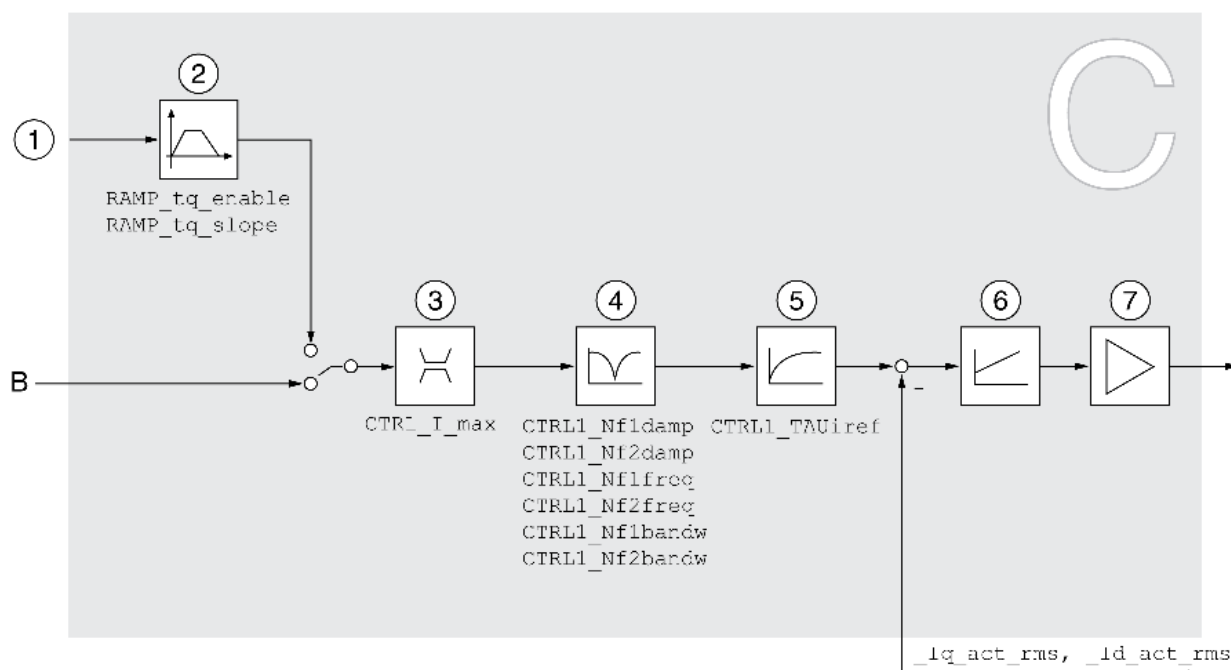 C
2
1
RAMP_tq_enable
RAMP_tq_slope
3
4
5
6
7
B
-
CTRL_I_max
CTRL1_Nf1damp
CTRL1_TAUiref
CTRL1_Nf2damp
CTRL1_Nf1freq
CTRL1_Nf2freq
CTRL1_Nf1bandw
CTRL1_Nf2bandw
_Iq_act_rms, _Id_act_rms